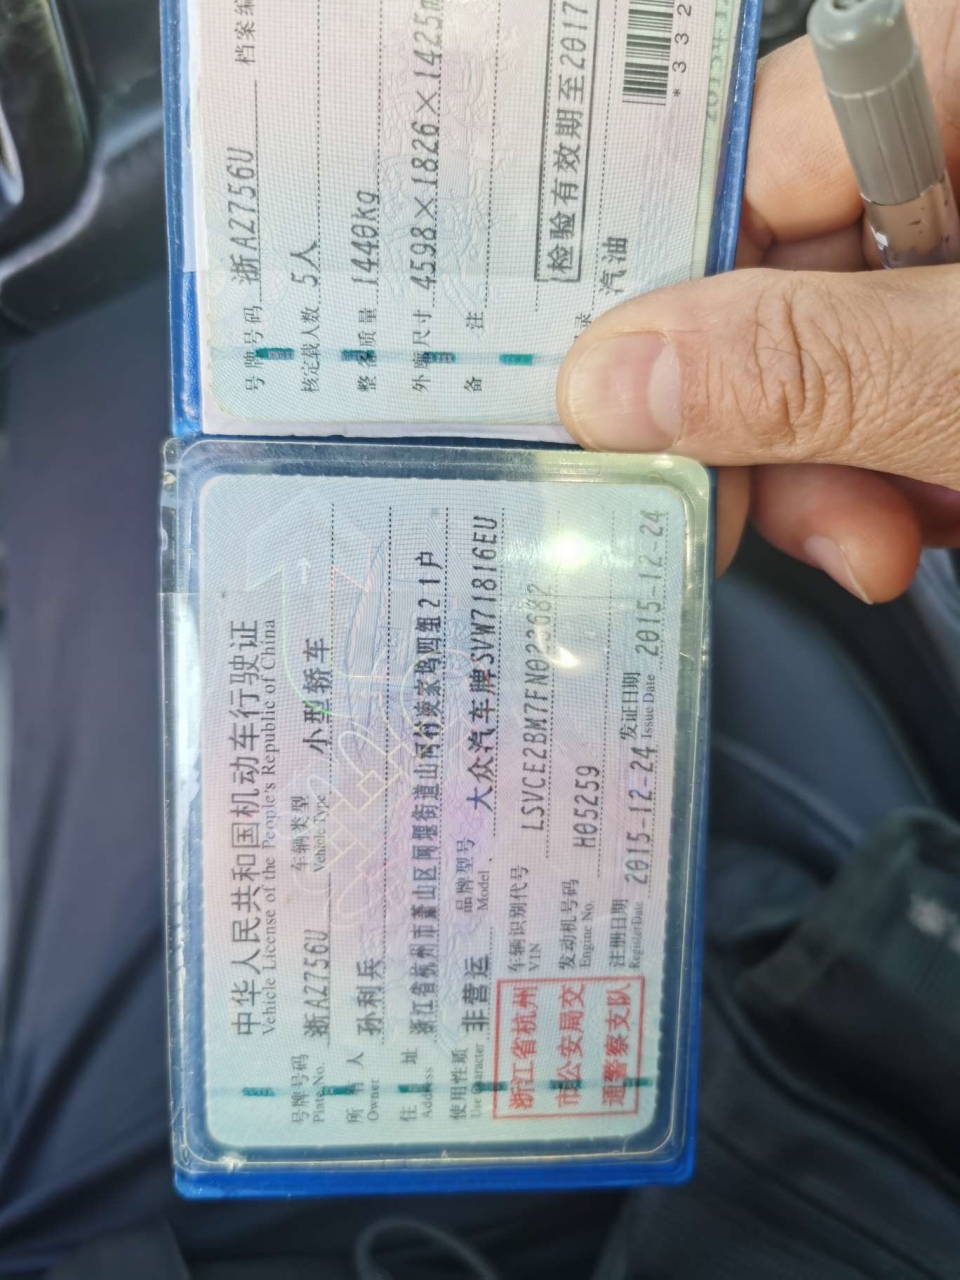 中华人民共和国机动车行驶证
Vehicle License of the People's Republic of China
号牌号码 浙AZ756U 车辆类型 小型轿车
Plate No. Vehicle Type
所有人 孙利兵
Owner
住址 浙江省杭州市萧山区闻堰街道山河村裘家坞四组21户
Address
使用性质 非营运 品牌型号 大众汽车牌SVW71816EU
Use Character Model
浙江省杭州
市公安局交
通警察支队
车辆识别代号 LSVCE2BM7FN023682
VIN
发动机号码 H05259
Engine No.
注册日期 2015-12-24 发证日期 2015-12-24
Register Date Issue Date
号牌号码 浙AZ756U 档案编
核定载人数 5人
整备质量 1440kg
外廓尺寸 4598×1826×1425m
备注
检验有效期至2017
录 汽油
*332